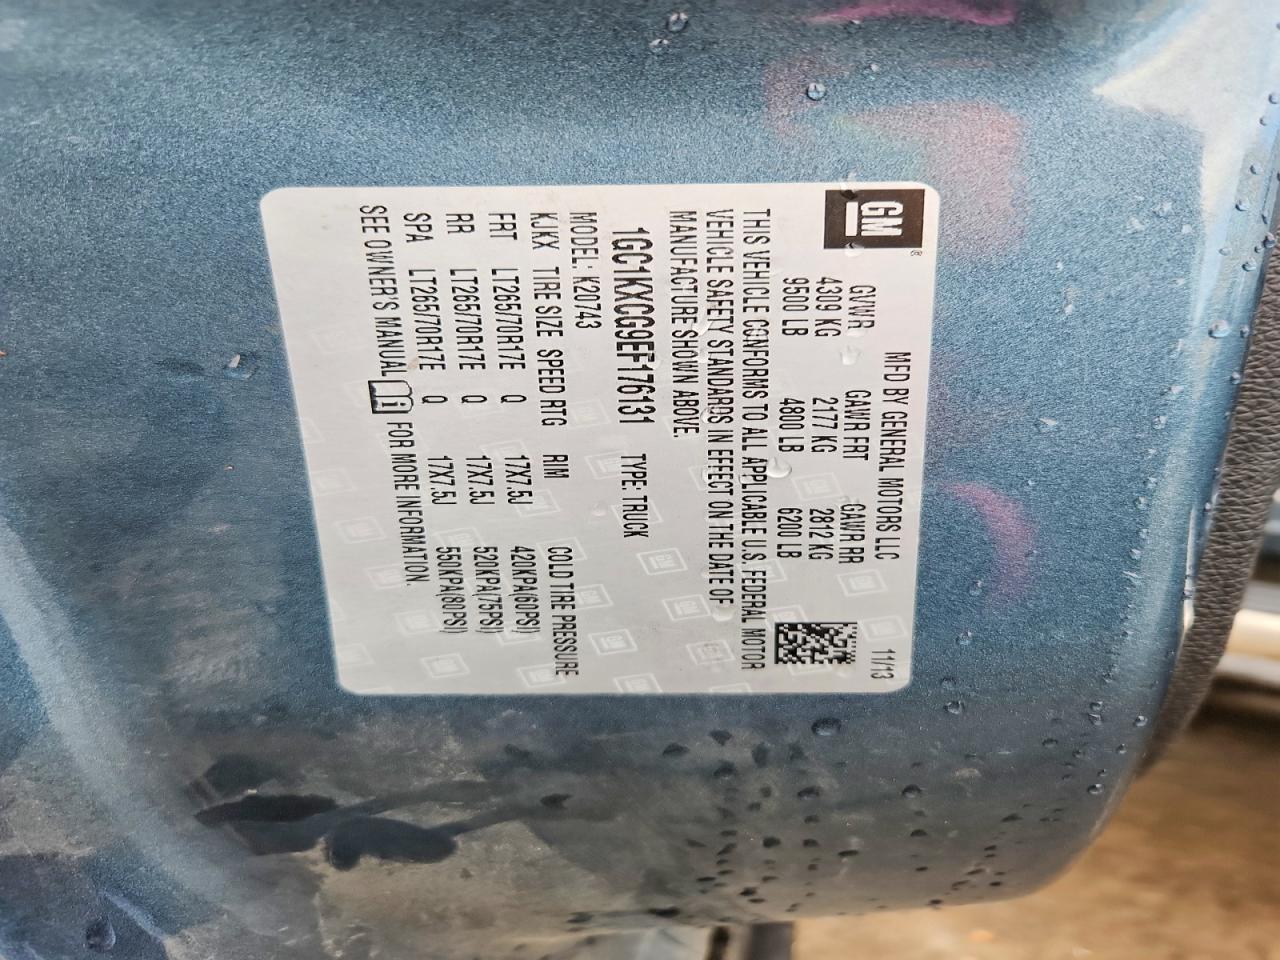 GM®
MFD BY GENERAL MOTORS LLC 11/13
GVWR GAWR FRT GAWR RR
4309 KG 2177 KG 2812 KG
9500 LB 4800 LB 6200 LB
THIS VEHICLE CONFORMS TO ALL APPLICABLE U.S. FEDERAL MOTOR
VEHICLE SAFETY STANDARDS IN EFFECT ON THE DATE OF
MANUFACTURE SHOWN ABOVE.
1GC1KXCG9EF176131 TYPE: TRUCK
MODEL: K20743
KJKX TIRE SIZE SPEED RTG RIM COLD TIRE PRESSURE
FRT LT265/70R17E Q 17X7.5J 420KPA(60PSI)
RR LT265/70R17E Q 17X7.5J 520KPA(75PSI)
SPA LT265/70R17E Q 17X7.5J 550KPA(80PSI)
SEE OWNER'S MANUAL i FOR MORE INFORMATION.